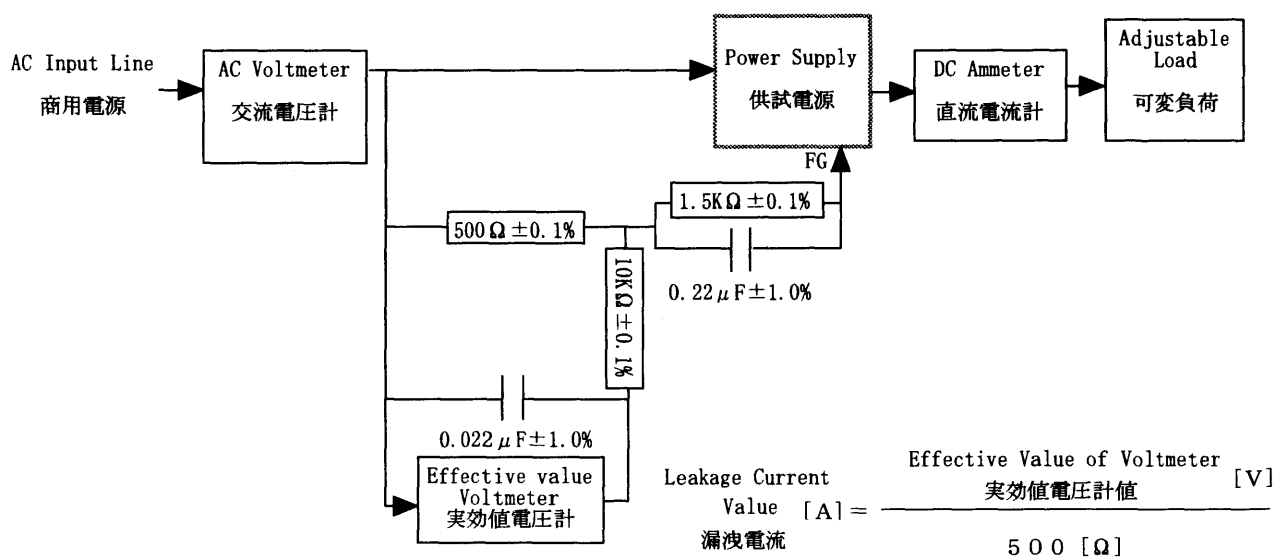 AC Input Line
商用電源
AC Voltmeter
交流電圧計
Power Supply
供試電源
DC Ammeter
直流電流計
Adjustable
Load
可変負荷
FG
1.5KΩ±0.1%
500Ω±0.1%
10KΩ±0.1%
0.22μF±1.0%
0.022μF±1.0%
Effective value
Voltmeter
実効値電圧計
Leakage Current
Value [A]=
漏洩電流
Effective Value of Voltmeter
実効値電圧計値 [V]
500 [Ω]